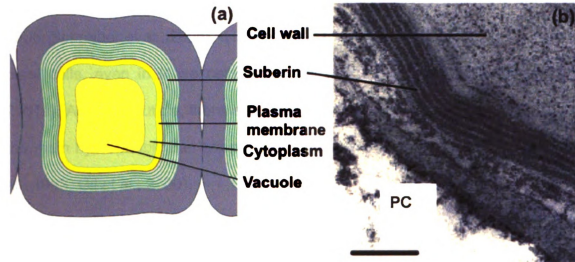 (a)
(b)
Cell wall
Suberin
Plasma
membrane
Cytoplasm
Vacuole
PC